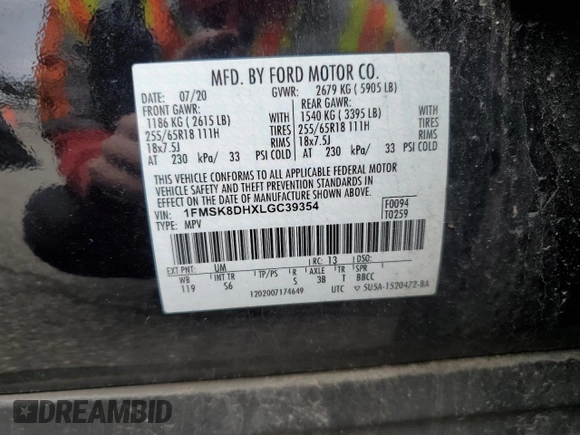 MFD. BY FORD MOTOR CO.
DATE: 07/20 GVWR: 2679 KG ( 5905 LB)
FRONT GAWR: REAR GAWR:
1186 KG ( 2615 LB) WITH 1540 KG ( 3395 LB) WITH
255/65R18 111H TIRES 255/65R18 111H TIRES
18x7.5J RIMS 18x7.5J RIMS
AT 230 kPa/ 33 PSI COLD AT 230 kPa/ 33 PSI COLD
THIS VEHICLE CONFORMS TO ALL APPLICABLE FEDERAL MOTOR
VEHICLE SAFETY AND THEFT PREVENTION STANDARDS IN
EFFECT ON THE DATE OF MANUFACTURE SHOWN ABOVE.
VIN: 1FMSK8DHXLGC39354 F0094
TYPE: MPV T0259
EXT PNT: UM RC: 13 DSO:
WB INT TR TP/PS R AXLE TR SPR
119 S6 S 3B T BBCC
1202007174649 UTC ▽ 5U5A-1520472-BA
DREAMBID